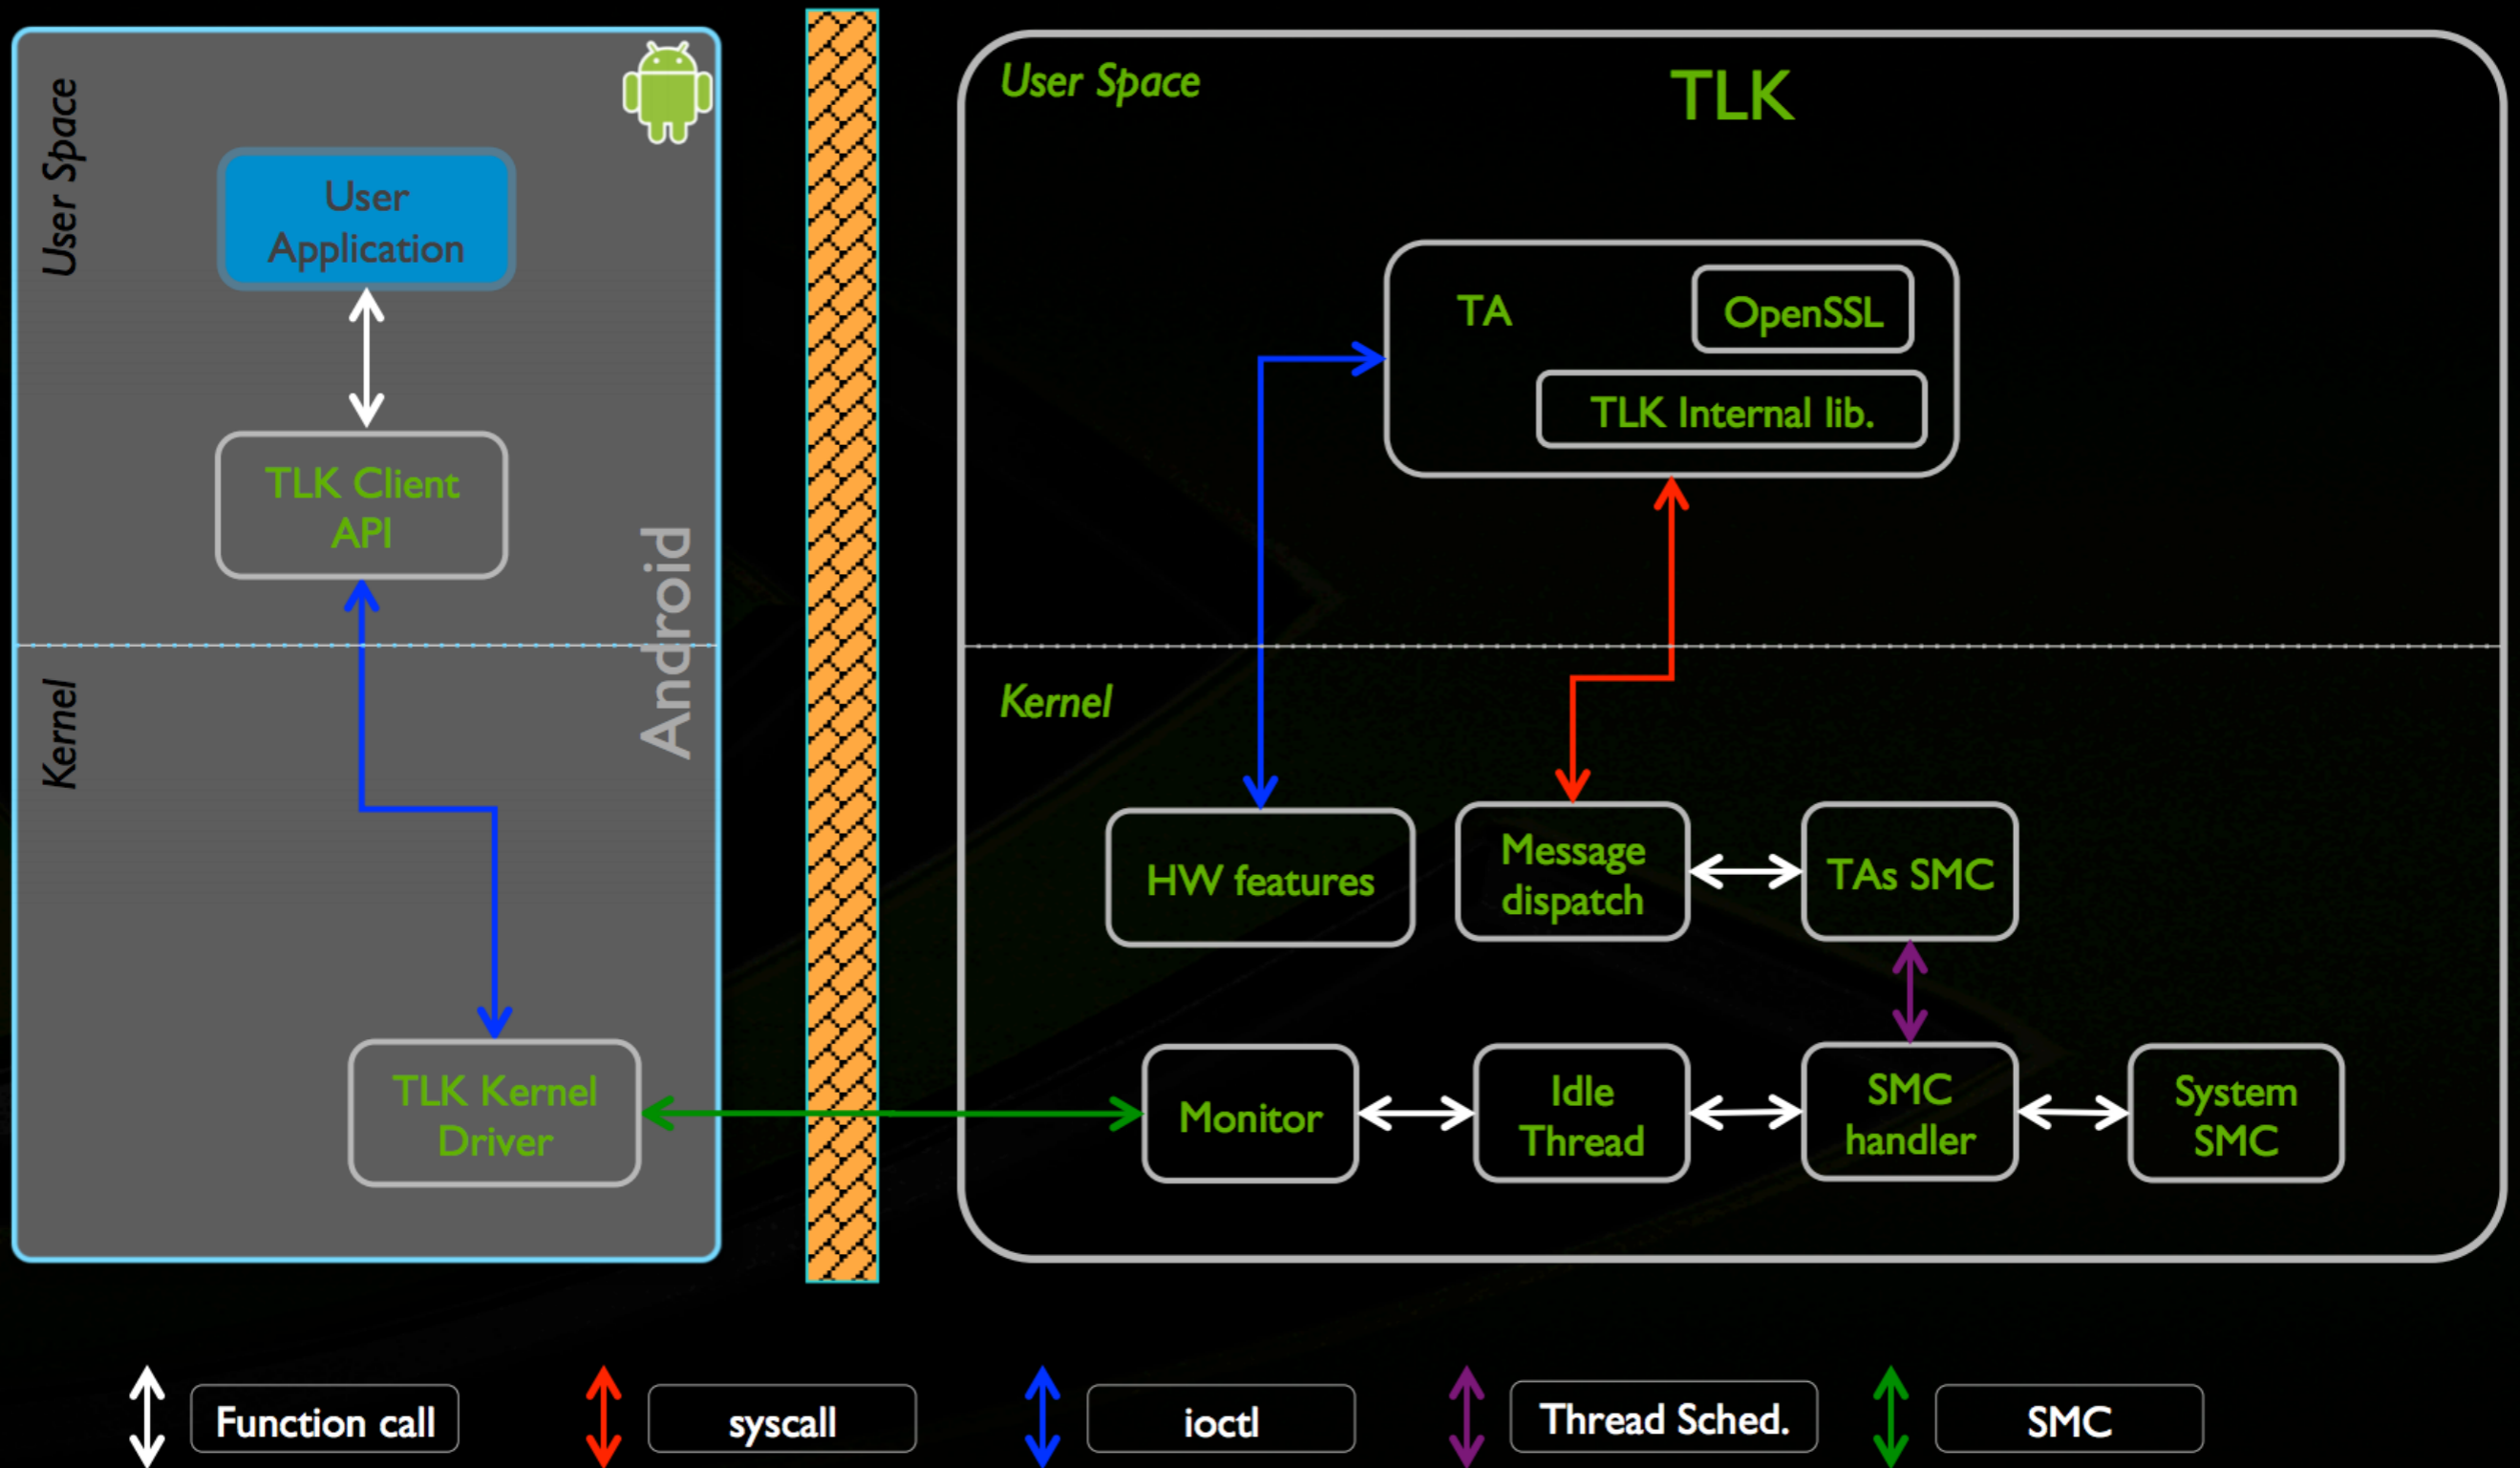 User Space
User
Application
TLK Client
API
Android
Kernel
TLK Kernel
Driver
User Space
TLK
TA
OpenSSL
TLK Internal lib.
Kernel
HW features
Message
dispatch
TAs SMC
Monitor
Idle
Thread
SMC
handler
System
SMC
Function call
syscall
ioctl
Thread Sched.
SMC